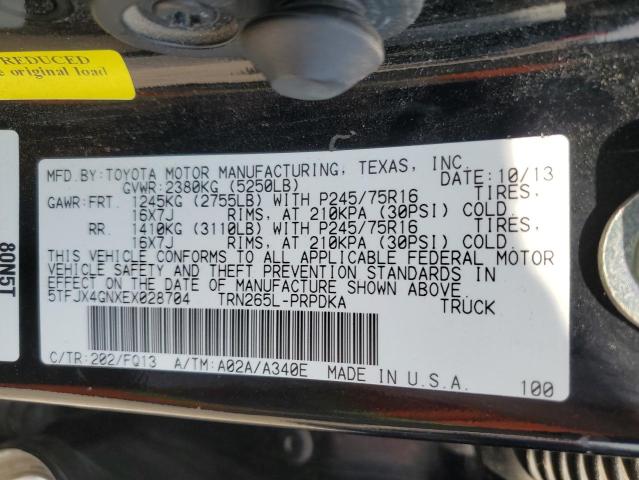 REDUCED
e original load
80N5T
MFD.BY:TOYOTA MOTOR MANUFACTURING, TEXAS, INC.
GVWR:2380KG (5250LB) DATE:10/13
GAWR:FRT. 1245KG (2755LB) WITH P245/75R16 TIRES,
16X7J RIMS, AT 210KPA (30PSI) COLD.
RR. 1410KG (3110LB) WITH P245/75R16 TIRES,
16X7J RIMS, AT 210KPA (30PSI) COLD.
THIS VEHICLE CONFORMS TO ALL APPLICABLE FEDERAL MOTOR
VEHICLE SAFETY AND THEFT PREVENTION STANDARDS IN
EFFECT ON THE DATE OF MANUFACTURE SHOWN ABOVE.
5TFJX4GNXEX028704 TRN265L-PRPDKA TRUCK
C/TR:202/FQ13 A/TM:A02A/A340E MADE IN U.S.A. 100